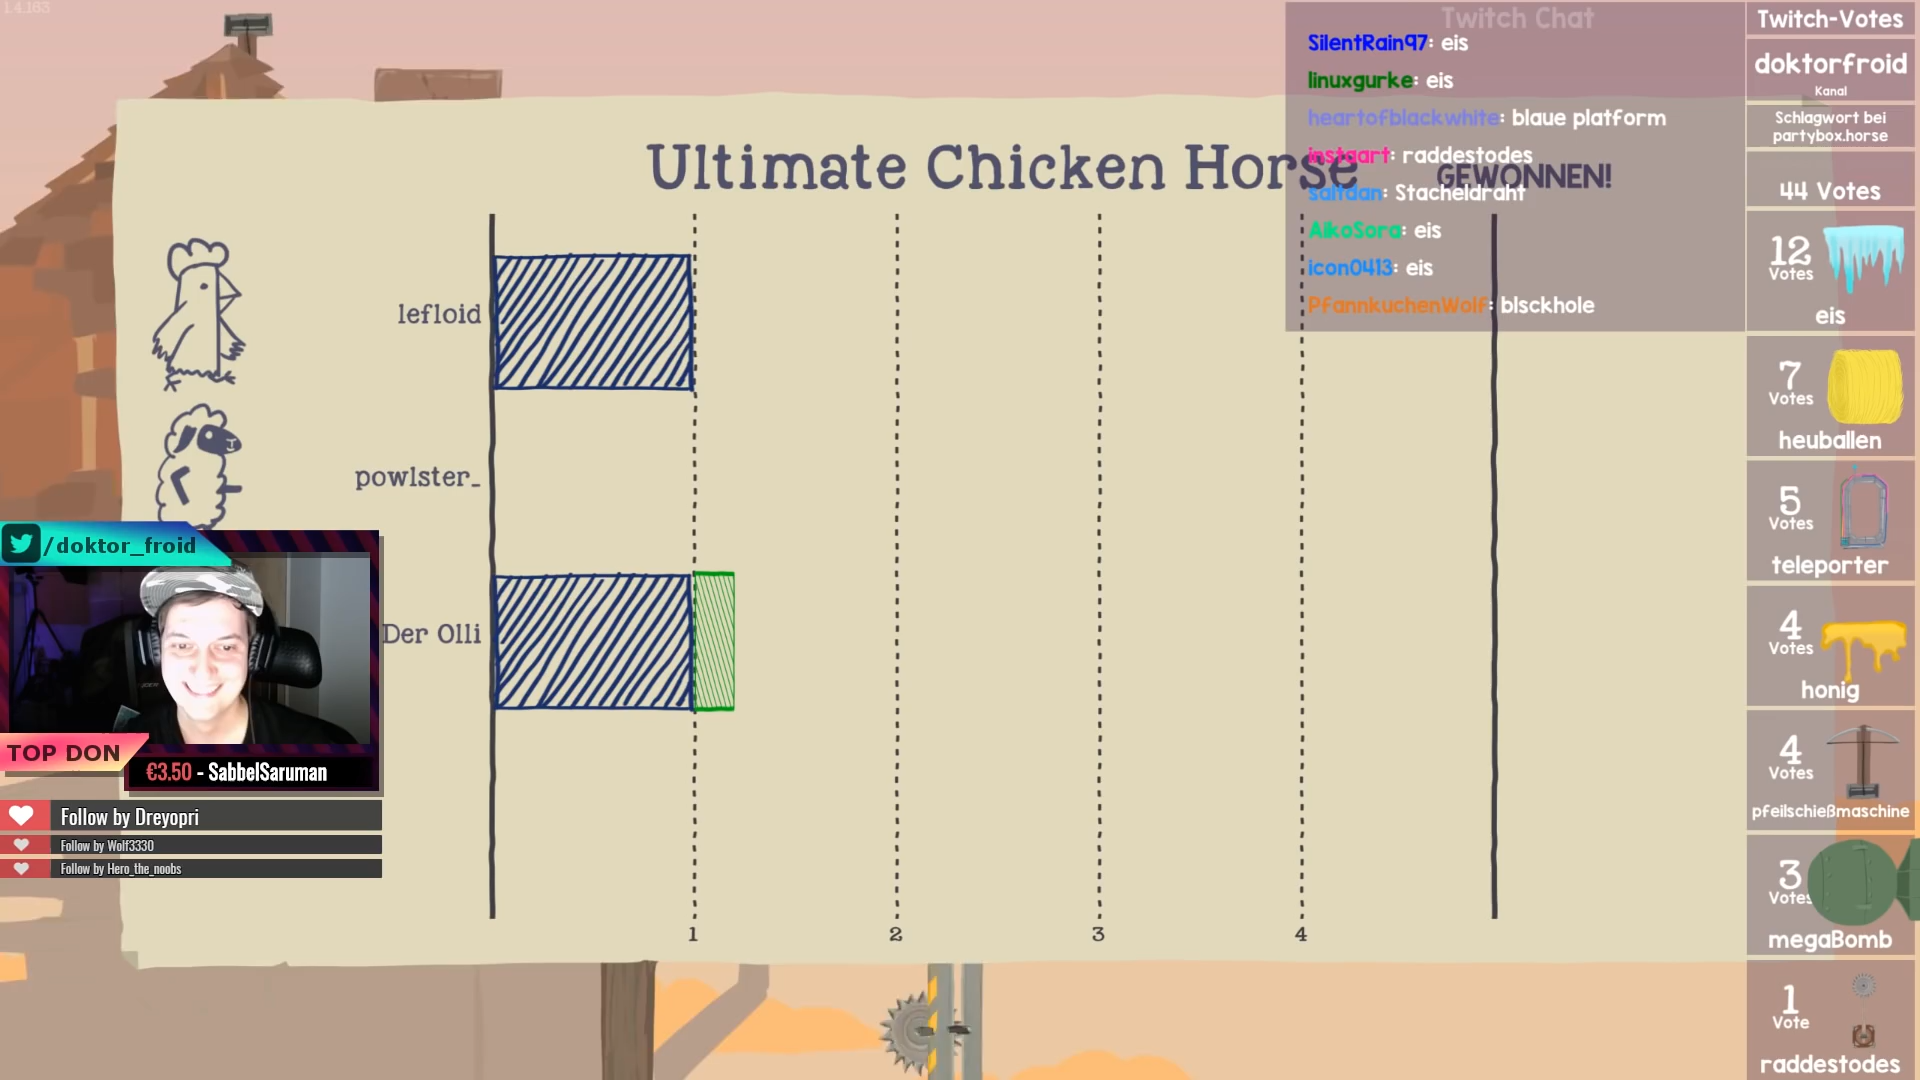 1.4.163
Ultimate Chicken Horse
GEWONNEN!
lefloid
powlster_
Der Olli
1
2
3
4
Twitch Chat
SilentRain97: eis
linuxgurke: eis
heartofblackwhite: blaue platform
instaart: raddestodes
saltdan: Stacheldraht
AikoSora: eis
icon0413: eis
PfannkuchenWolf: blsckhole
Twitch-Votes
doktorfroid
Kanal
Schlagwort bei
partybox.horse
44 Votes
12
Votes
eis
7
Votes
heuballen
5
Votes
teleporter
4
Votes
honig
4
Votes
pfeilschießmaschine
3
Votes
megaBomb
1
Vote
raddestodes
/doktor_froid
TOP DON
€3.50 - SabbelSaruman
Follow by Dreyopri
Follow by Wolf3330
Follow by Hero_the_noobs